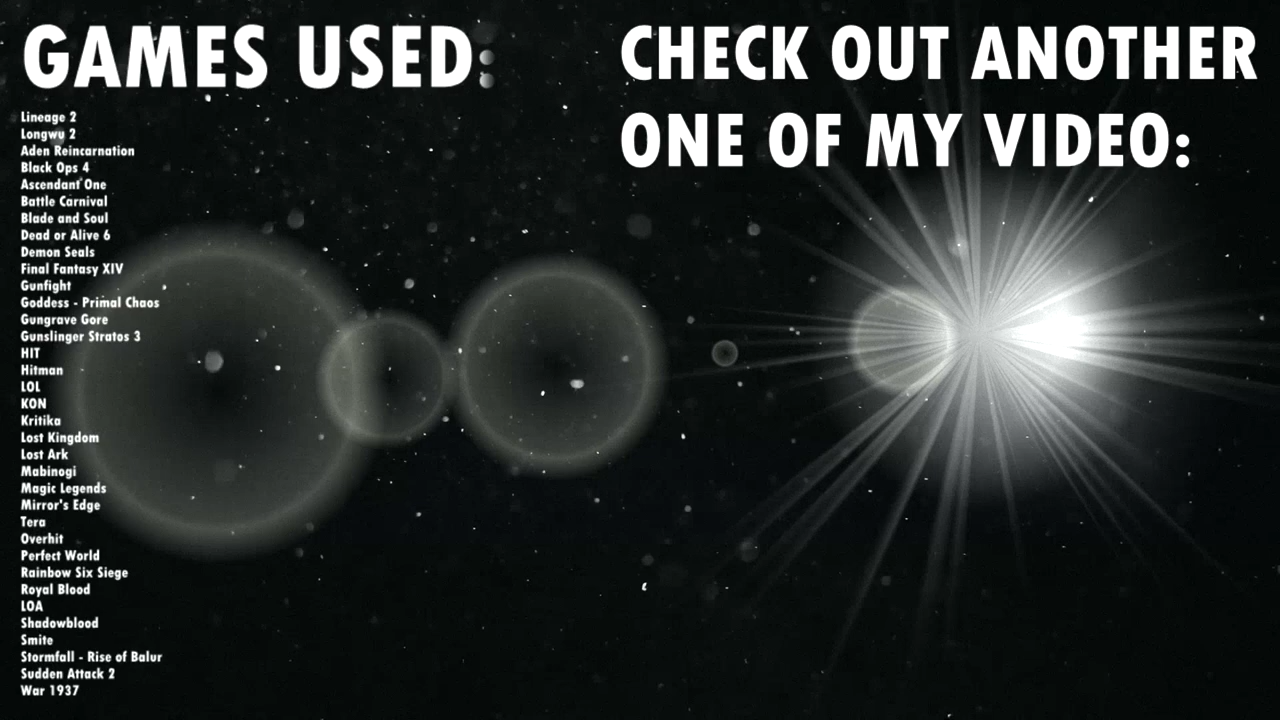 GAMES USED:
Lineage 2
Longwu 2
Aden Reincarnation
Black Ops 4
Ascendant One
Battle Carnival
Blade and Soul
Dead or Alive 6
Demon Seals
Final Fantasy XIV
Gunfight
Goddess - Primal Chaos
Gungrave Gore
Gunslinger Stratos 3
HIT
Hitman
LOL
KON
Kritika
Lost Kingdom
Lost Ark
Mabinogi
Magic Legends
Mirror's Edge
Tera
Overhit
Perfect World
Rainbow Six Siege
Royal Blood
LOA
Shadowblood
Smite
Stormfall - Rise of Balur
Sudden Attack 2
War 1937
CHECK OUT ANOTHER
ONE OF MY VIDEO: